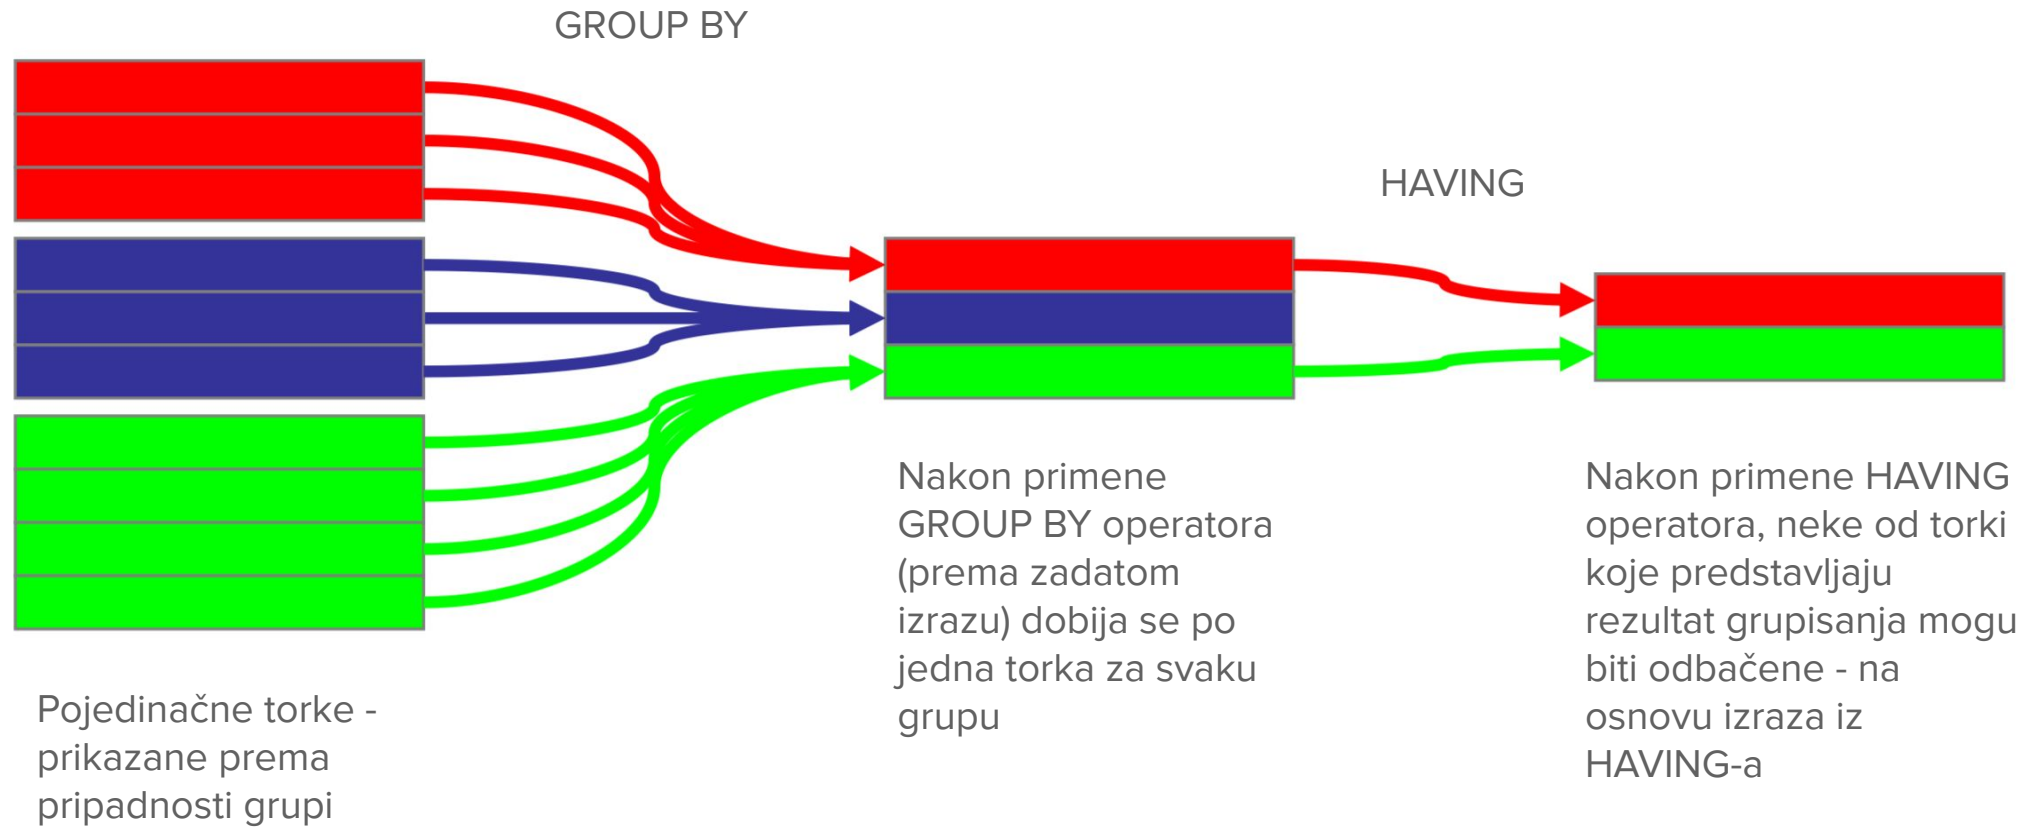 GROUP BY
HAVING
Pojedinačne torke -
prikazane prema
pripadnosti grupi
Nakon primene
GROUP BY operatora
(prema zadatom
izrazu) dobija se po
jedna torka za svaku
grupu
Nakon primene HAVING
operatora, neke od torki
koje predstavljaju
rezultat grupisanja mogu
biti odbačene - na
osnovu izraza iz
HAVING-a